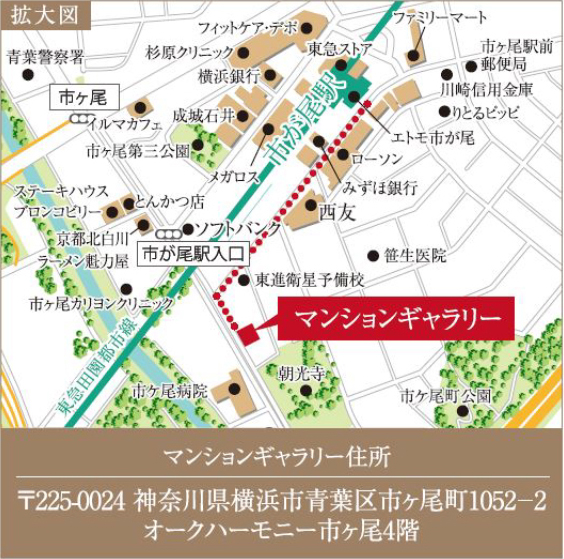 拡大図
フィットケア・デポ
ファミリーマート
青葉警察署
杉原クリニック
東急ストア
市ヶ尾駅前
郵便局
横浜銀行
川崎信用金庫
市ヶ尾
市が尾駅
成城石井
りとるピッピ
イルマカフェ
エトモ市が尾
市ヶ尾第三公園
ローソン
メガロス
みずほ銀行
ステーキハウス
ブロンコビリー
とんかつ店
西友
京都北白川
ラーメン魁力屋
ソフトバンク
市が尾駅入口
笹生医院
東進衛星予備校
市ヶ尾カリヨンクリニック
マンションギャラリー
東急田園都市線
市ヶ尾病院
朝光寺
市ケ尾町公園
マンションギャラリー住所
〒225-0024 神奈川県横浜市青葉区市ヶ尾町1052−2
オークハーモニー市ヶ尾4階